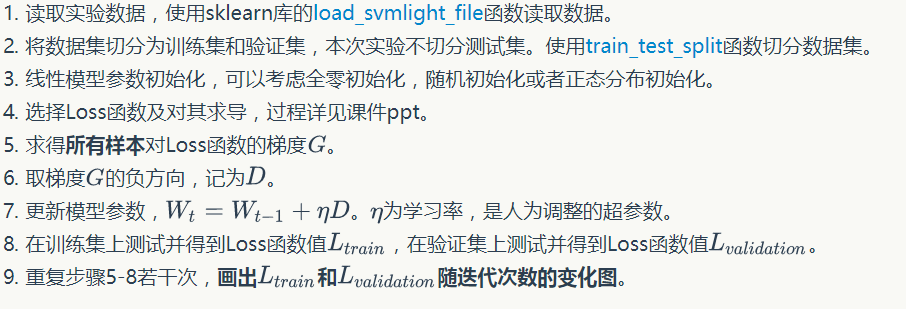 1. 读取实验数据，使用sklearn库的load_svmlight_file函数读取数据。
2. 将数据集切分为训练集和验证集，本次实验不切分测试集。使用train_test_split函数切分数据集。
3. 线性模型参数初始化，可以考虑全零初始化，随机初始化或者正态分布初始化。
4. 选择Loss函数及对其求导，过程详见课件ppt。
5. 求得所有样本对Loss函数的梯度G。
6. 取梯度G的负方向，记为D。
7. 更新模型参数，W_t = W_{t−1} + ηD。η为学习率，是人为调整的超参数。
8. 在训练集上测试并得到Loss函数值L_{train}，在验证集上测试并得到Loss函数值L_{validation}。
9. 重复步骤5-8若干次，画出L_{train}和L_{validation}随迭代次数的变化图。